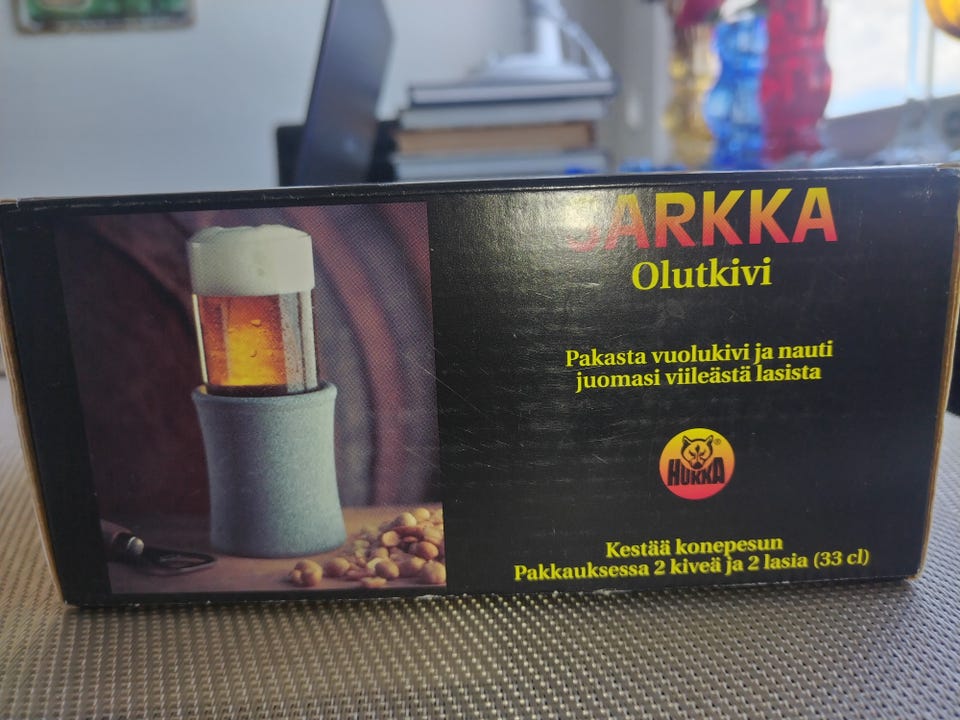 SARKKA
Olutkivi
Pakasta vuolukivi ja nauti
juomasi viileästä lasista
HUKKA
Kestää konepesun
Pakkauksessa 2 kiveä ja 2 lasia (33 cl)